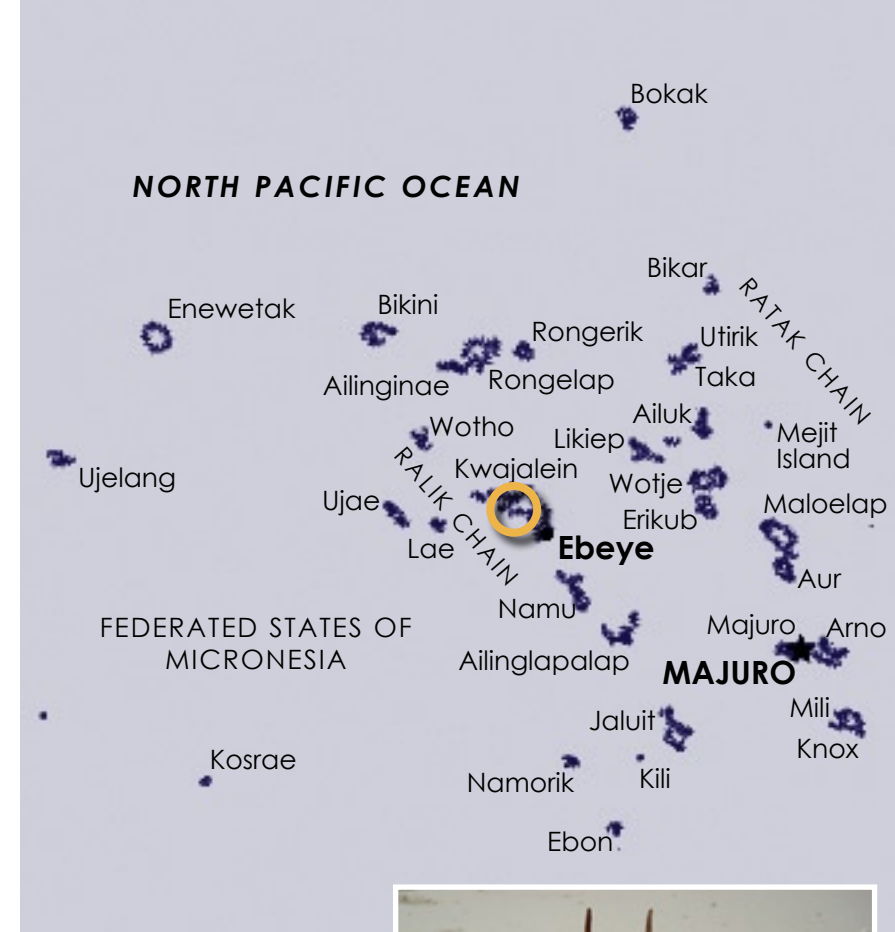 Bokak
NORTH PACIFIC OCEAN
Bikar
RATAK CHAIN
Enewetak
Bikini
Rongerik
Utirik
Ailinginae
Rongelap
Taka
Ailuk
Wotho
Likiep
Mejit
Island
RALIK CHAIN
Kwajalein
Ujelang
Wotje
Ujae
Erikub
Maloelap
Lae
Ebeye
Aur
Namu
FEDERATED STATES OF
MICRONESIA
Majuro
Arno
Ailinglapalap
MAJURO
Jaluit
Mili
Knox
Kosrae
Namorik
Kili
Ebon